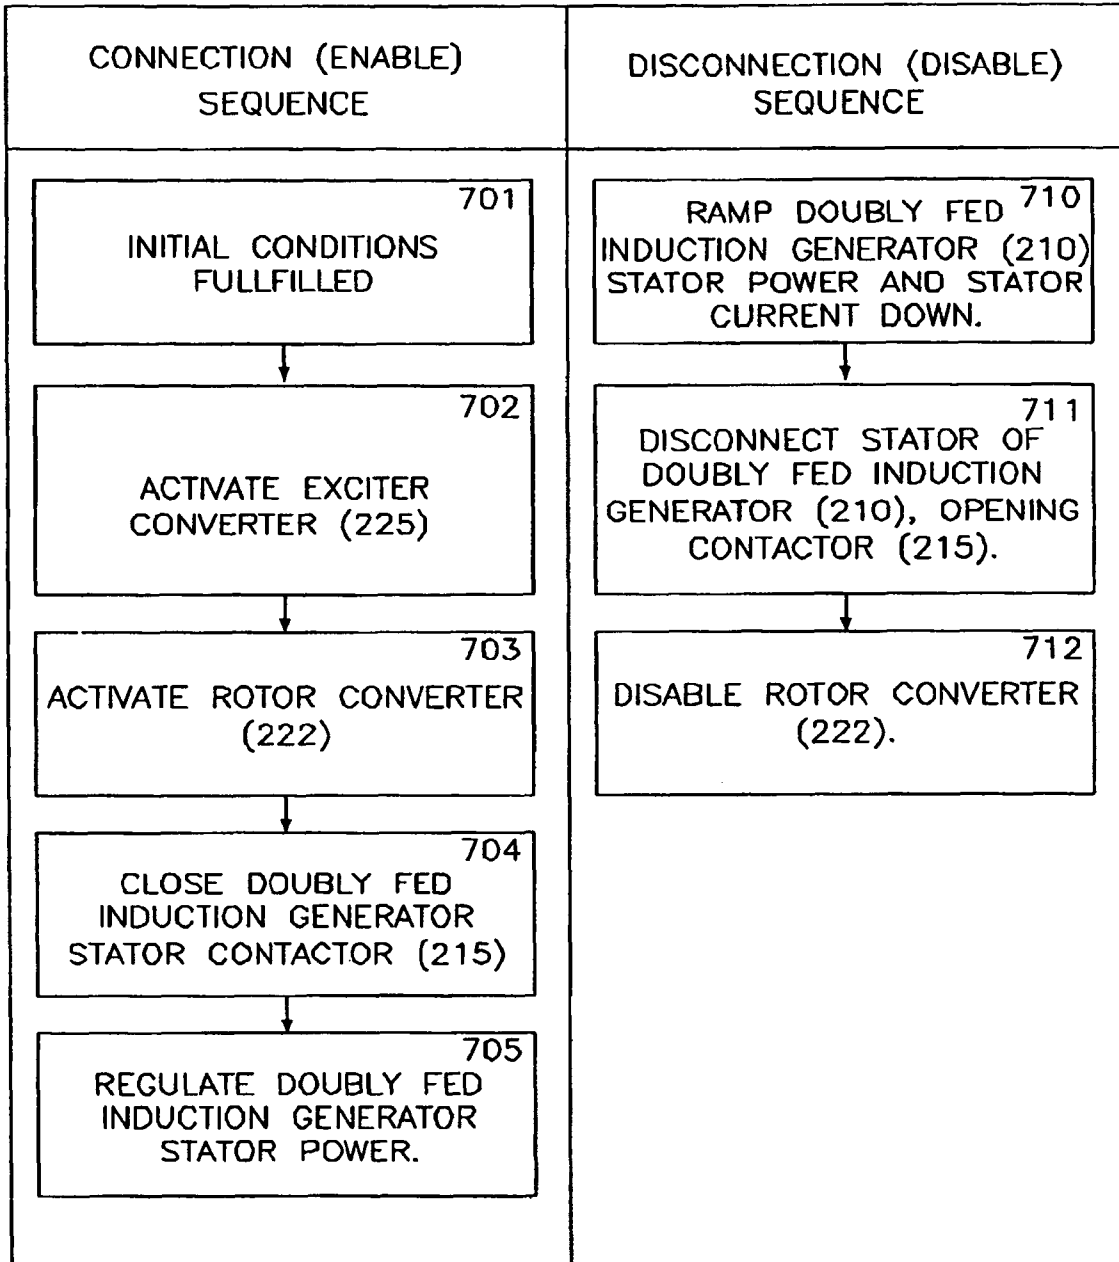 CONNECTION (ENABLE)
SEQUENCE
701
INITIAL CONDITIONS
FULLFILLED
702
ACTIVATE EXCITER
CONVERTER (225)
703
ACTIVATE ROTOR CONVERTER
(222)
704
CLOSE DOUBLY FED
INDUCTION GENERATOR
STATOR CONTACTOR (215)
705
REGULATE DOUBLY FED
INDUCTION GENERATOR
STATOR POWER.
DISCONNECTION (DISABLE)
SEQUENCE
710
RAMP DOUBLY FED
INDUCTION GENERATOR (210)
STATOR POWER AND STATOR
CURRENT DOWN.
711
DISCONNECT STATOR OF
DOUBLY FED INDUCTION
GENERATOR (210), OPENING
CONTACTOR (215).
712
DISABLE ROTOR CONVERTER
(222).